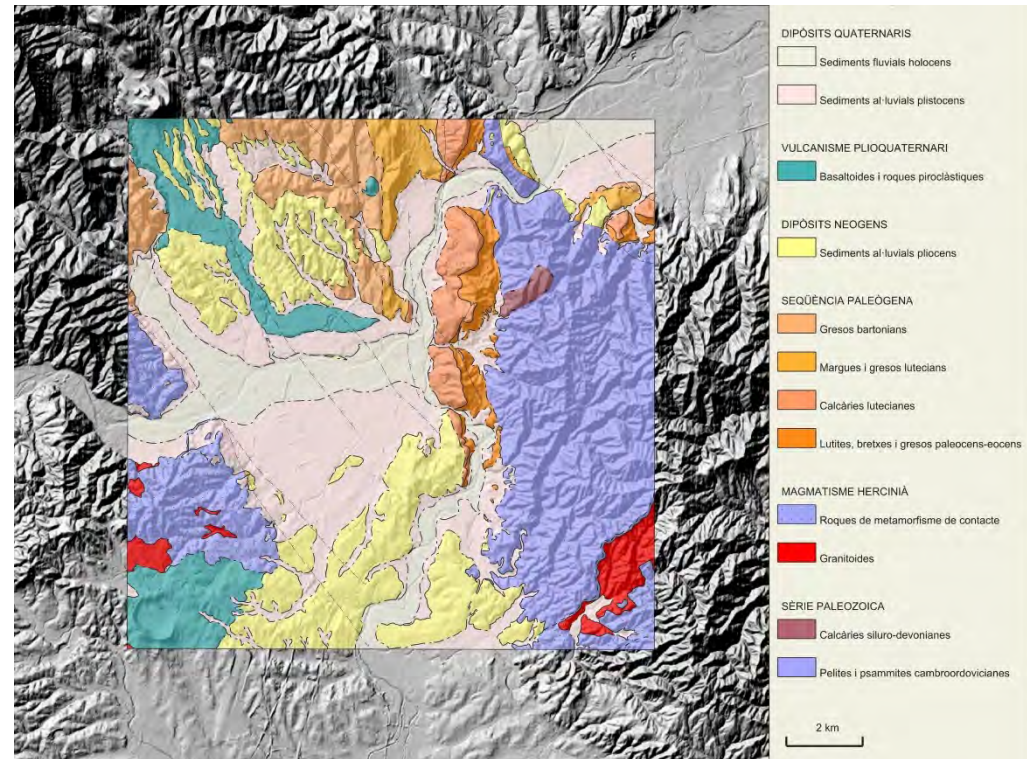 DIPÒSITS QUATERNARIS
Sediments fluvials holocens
Sediments al·luvials plistocens
VULCANISME PLIOQUATERNARI
Basaltoides i roques piroclàstiques
DIPÒSITS NEOGENS
Sediments al·luvials pliocens
SEQÜÈNCIA PALEÒGENA
Gresos bartonians
Margues i gresos lutecians
Calcàries lutecianes
Lutites, bretxes i gresos paleocens-eocens
MAGMATISME HERCINIÀ
Roques de metamorfisme de contacte
Granitoides
SÈRIE PALEOZOICA
Calcàries siluro-devonianes
Pelites i psammites cambroordovicianes
2 km